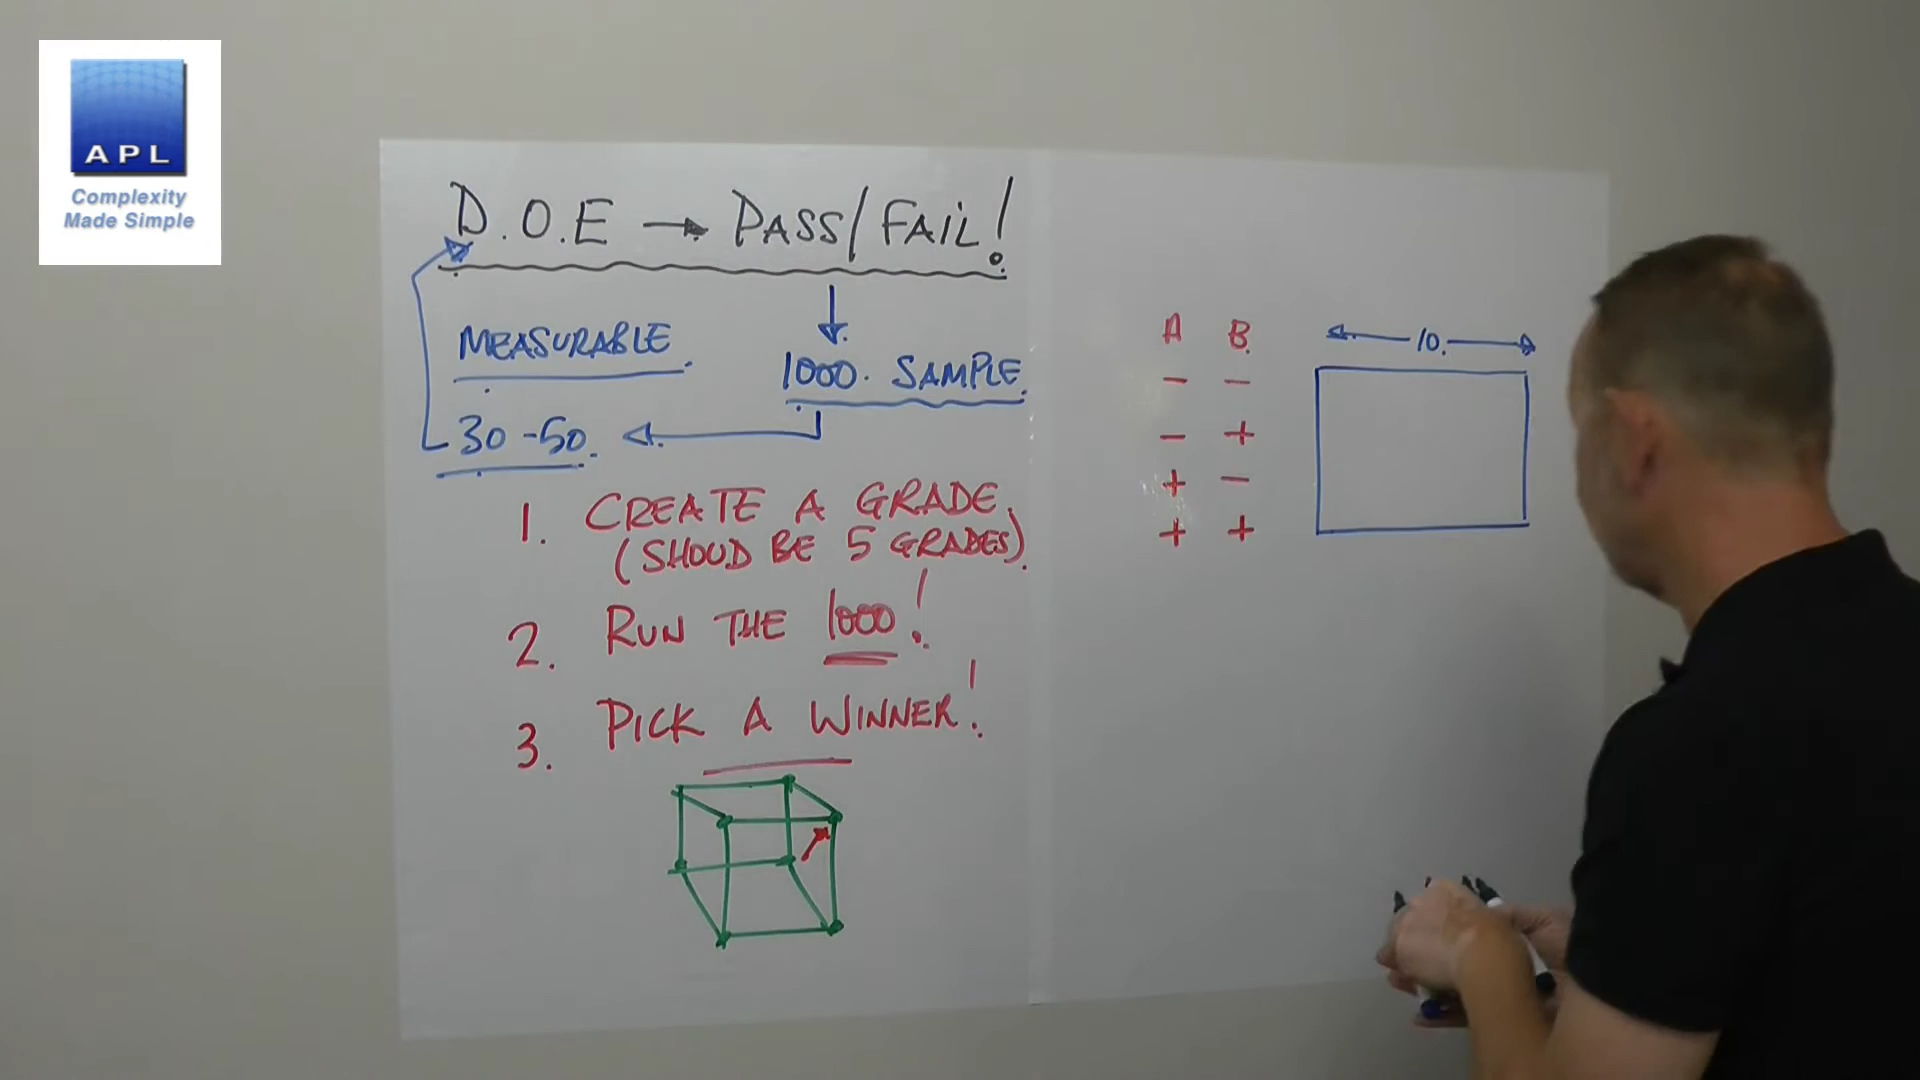 APL
Complexity
Made Simple
D.O.E → PASS/FAIL!
MEASURABLE
1000. SAMPLE.
30-50.
1. CREATE A GRADE.
(SHOUD BE 5 GRADES).
2. RUN THE 1000!
3. PICK A WINNER!
A B
- -
- +
+ -
+ +
10.